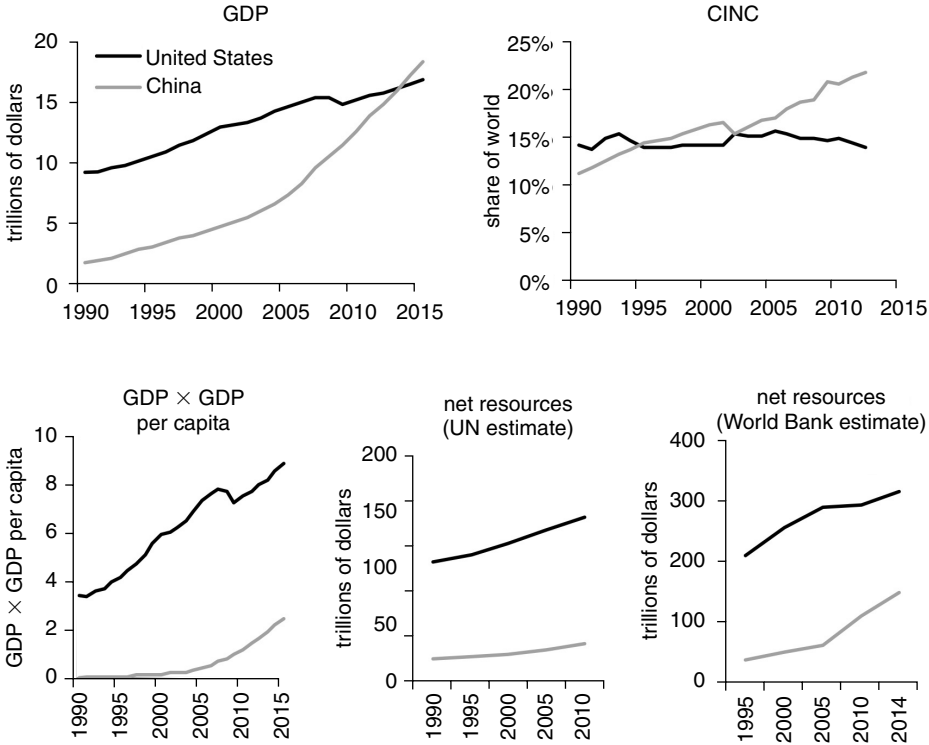 GDP
trillions of dollars
20
15
10
5
0
United States
China
1990 1995 2000 2005 2010 2015
CINC
share of world
25%
20%
15%
10%
5%
0%
1990 1995 2000 2005 2010 2015
GDP × GDP
per capita
GDP × GDP per capita
10
8
6
4
2
0
1990 1995 2000 2005 2010 2015
net resources
(UN estimate)
trillions of dollars
200
150
100
50
0
1990 1995 2000 2005 2010
net resources
(World Bank estimate)
trillions of dollars
400
300
200
100
0
1995 2000 2005 2010 2014